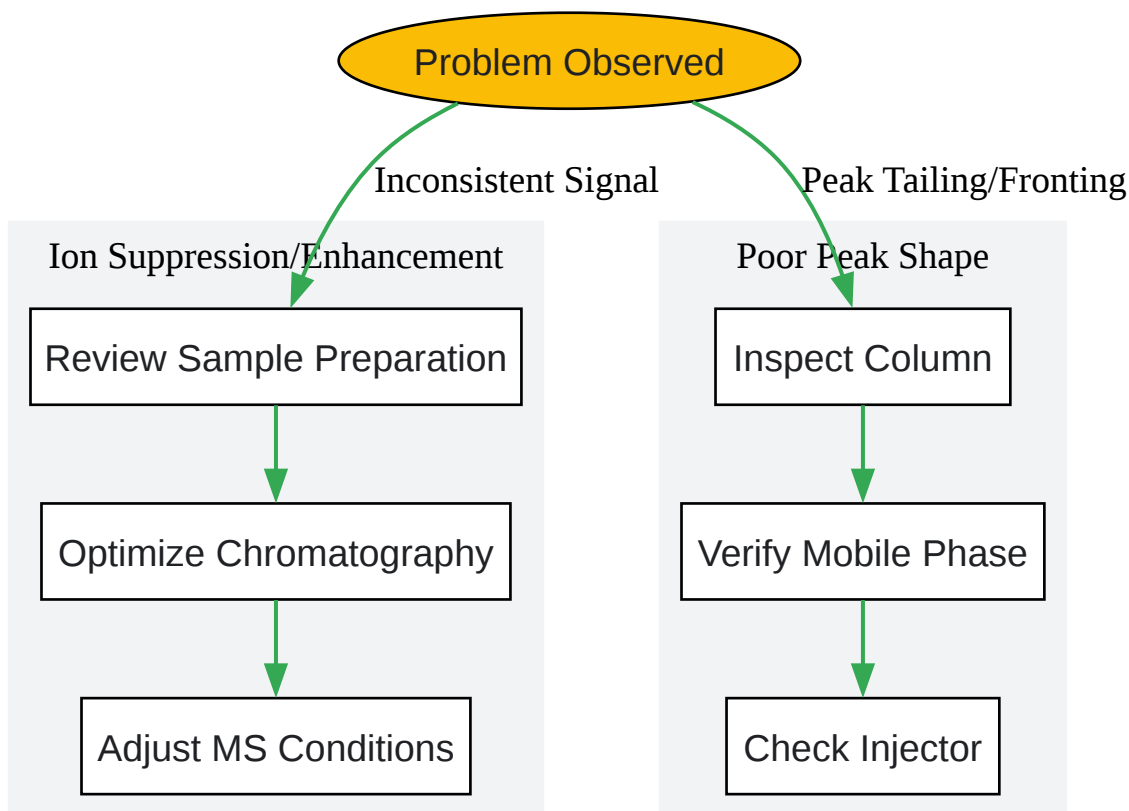 Problem Observed
Inconsistent Signal
Peak Tailing/Fronting
Ion Suppression/Enhancement
Poor Peak Shape
Review Sample Preparation
Inspect Column
Optimize Chromatography
Verify Mobile Phase
Adjust MS Conditions
Check Injector